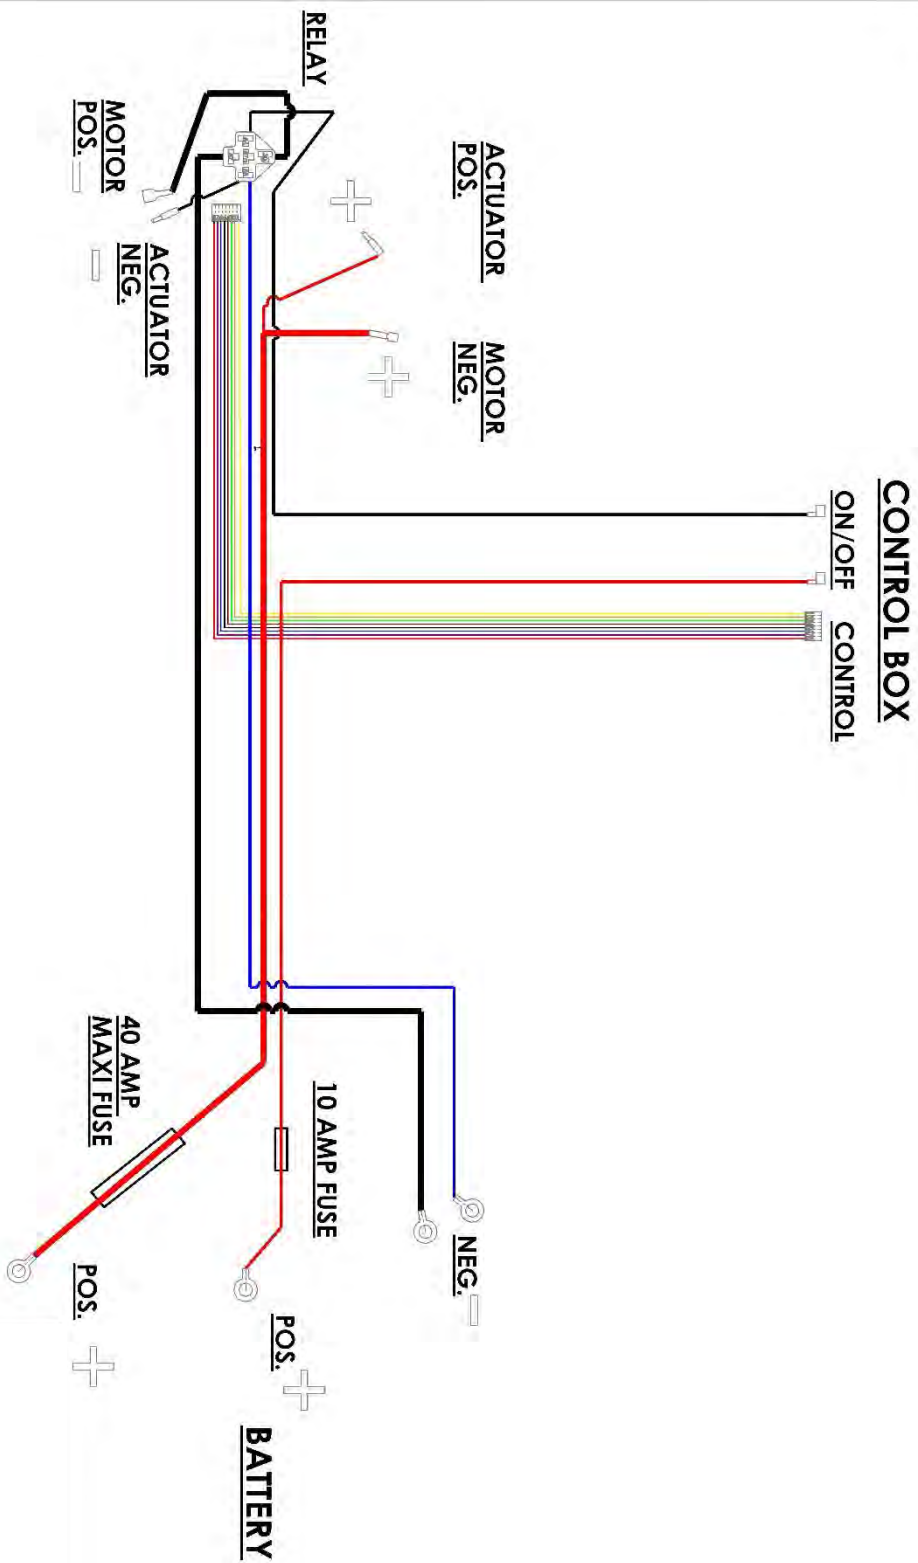 CONTROL BOX
ON/OFF
CONTROL
ACTUATOR
POS.
MOTOR
NEG.
NEG.
RELAY
10 AMP FUSE
POS.
BATTERY
ACTUATOR
NEG.
40 AMP
MAXI FUSE
MOTOR
POS.
POS.